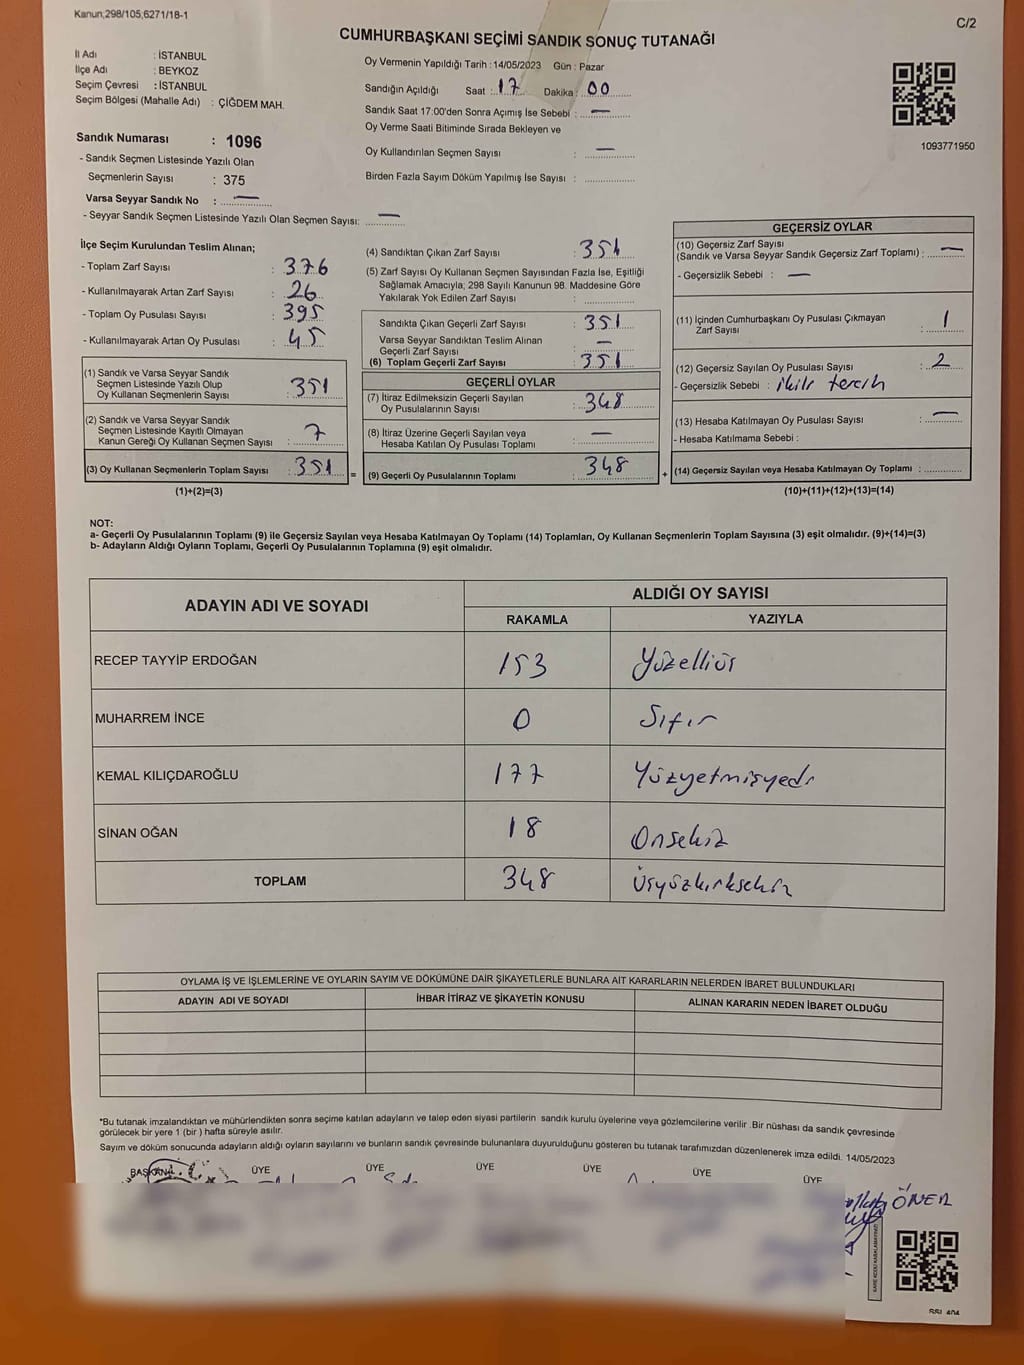 Kanun;298/105,6271/18-1
C/2
CUMHURBAŞKANI SEÇİMİ SANDIK SONUÇ TUTANAĞI
İl Adı : İSTANBUL
İlçe Adı : BEYKOZ
Seçim Çevresi : İSTANBUL
Seçim Bölgesi (Mahalle Adı) : ÇİĞDEM MAH.
Sandık Numarası : 1096
- Sandık Seçmen Listesinde Yazılı Olan
Seçmenlerin Sayısı : 375
Varsa Seyyar Sandık No : —
- Seyyar Sandık Seçmen Listesinde Yazılı Olan Seçmen Sayısı: —
Oy Vermenin Yapıldığı Tarih :14/05/2023 Gün : Pazar
Sandığın Açıldığı Saat : 17 Dakika : 00
Sandık Saat 17:00'den Sonra Açımış İse Sebebi : —
Oy Verme Saati Bitiminde Sırada Bekleyen ve
Oy Kullandırılan Seçmen Sayısı : —
Birden Fazla Sayım Döküm Yapılmış İse Sayısı :
1093771950
İlçe Seçim Kurulundan Teslim Alınan;
- Toplam Zarf Sayısı : 376
- Kullanılmayarak Artan Zarf Sayısı : 26
- Toplam Oy Pusulası Sayısı : 395
- Kullanılmayarak Artan Oy Pusulası : 45
(1) Sandık ve Varsa Seyyar Sandık
Seçmen Listesinde Yazılı Olup
Oy Kullanan Seçmenlerin Sayısı : 351
(2) Sandık ve Varsa Seyyar Sandık
Seçmen Listesinde Kayıtlı Olmayan
Kanun Gereği Oy Kullanan Seçmen Sayısı : 7
(3) Oy Kullanan Seçmenlerin Toplam Sayısı : 351
(1)+(2)=(3)
(4) Sandıktan Çıkan Zarf Sayısı : 351
(5) Zarf Sayısı Oy Kullanan Seçmen Sayısından Fazla İse, Eşitliği
Sağlamak Amacıyla; 298 Sayılı Kanunun 98. Maddesine Göre
Yakılarak Yok Edilen Zarf Sayısı :
Sandıkta Çıkan Geçerli Zarf Sayısı : 351
Varsa Seyyar Sandıktan Teslim Alınan
Geçerli Zarf Sayısı : —
(6) Toplam Geçerli Zarf Sayısı : 351
GEÇERLİ OYLAR
(7) İtiraz Edilmeksizin Geçerli Sayılan
Oy Pusulalarının Sayısı : 348
(8) İtiraz Üzerine Geçerli Sayılan veya
Hesaba Katılan Oy Pusulası Toplamı : —
= (9) Geçerli Oy Pusulalarının Toplamı : 348 +
GEÇERSİZ OYLAR
(10) Geçersiz Zarf Sayısı
(Sandık ve Varsa Seyyar Sandık Geçersiz Zarf Toplamı) : —
- Geçersizlik Sebebi : —
(11) İçinden Cumhurbaşkanı Oy Pusulası Çıkmayan
Zarf Sayısı : 1
(12) Geçersiz Sayılan Oy Pusulası Sayısı : 2
- Geçersizlik Sebebi : ikili tercih
(13) Hesaba Katılmayan Oy Pusulası Sayısı : —
- Hesaba Katılmama Sebebi :
(14) Geçersiz Sayılan veya Hesaba Katılmayan Oy Toplamı :
(10)+(11)+(12)+(13)=(14)
NOT:
a- Geçerli Oy Pusulalarının Toplamı (9) ile Geçersiz Sayılan veya Hesaba Katılmayan Oy Toplamı (14) Toplamları, Oy Kullanan Seçmenlerin Toplam Sayısına (3) eşit olmalıdır. (9)+(14)=(3)
b- Adayların Aldığı Oyların Toplamı, Geçerli Oy Pusulalarının Toplamına (9) eşit olmalıdır.
ADAYIN ADI VE SOYADI ALDIĞI OY SAYISI
RAKAMLA YAZIYLA
RECEP TAYYİP ERDOĞAN 153 Yüzelliüç
MUHARREM İNCE 0 Sıfır
KEMAL KILIÇDAROĞLU 177 Yüzyetmişyedi
SİNAN OĞAN 18 Onsekiz
TOPLAM 348 Üçyüzkırksekiz
OYLAMA İŞ VE İŞLEMLERİNE VE OYLARIN SAYIM VE DÖKÜMÜNE DAİR ŞİKAYETLERLE BUNLARA AİT KARARLARIN NELERDEN İBARET BULUNDUKLARI
ADAYIN ADI VE SOYADI İHBAR İTİRAZ VE ŞİKAYETİN KONUSU ALINAN KARARIN NEDEN İBARET OLDUĞU
*Bu tutanak imzalandıktan ve mühürlendikten sonra seçime katılan adayların ve talep eden siyasi partilerin sandık kurulu üyelerine veya gözlemcilerine verilir .Bir nüshası da sandık çevresinde
görülecek bir yere 1 (bir ) hafta süreyle asılır.
Sayım ve döküm sonucunda adayların aldığı oyların sayılarını ve bunların sandık çevresinde bulunanlara duyurulduğunu gösteren bu tutanak tarafımızdan düzenlenerek imza edildi. 14/05/2023
BAŞKAN ÜYE ÜYE ÜYE ÜYE ÜYE ÜYE
ÖNER